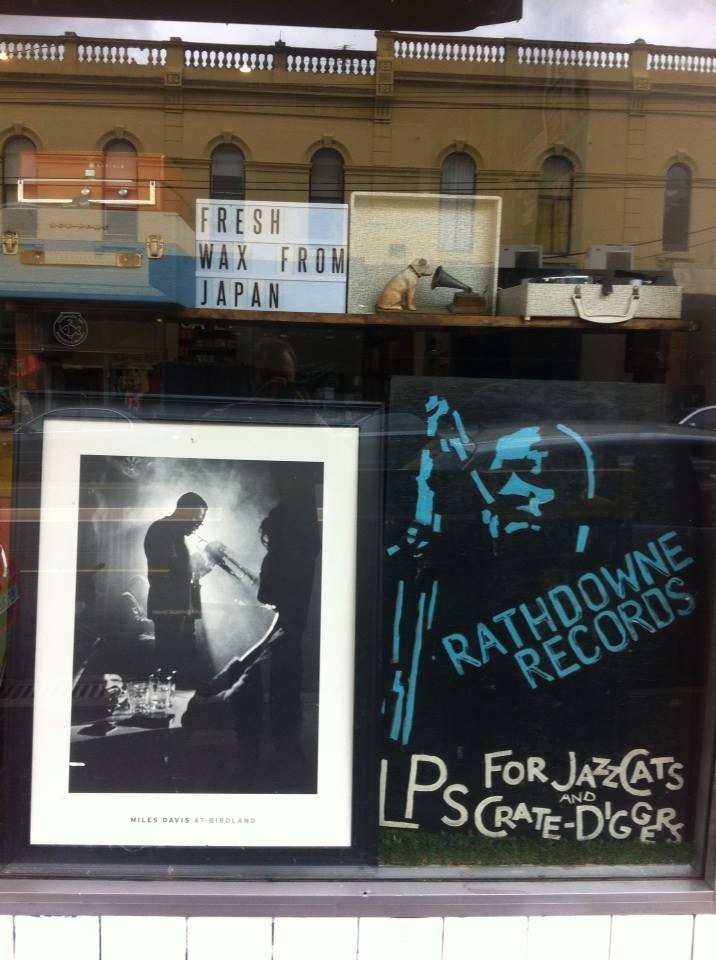 FRESH
WAX FROM
JAPAN
MILES DAVIS AT BIRDLAND
RATHDOWNE
RECORDS
LPs FOR JAZZCATS
AND
CRATE-DIGGERS